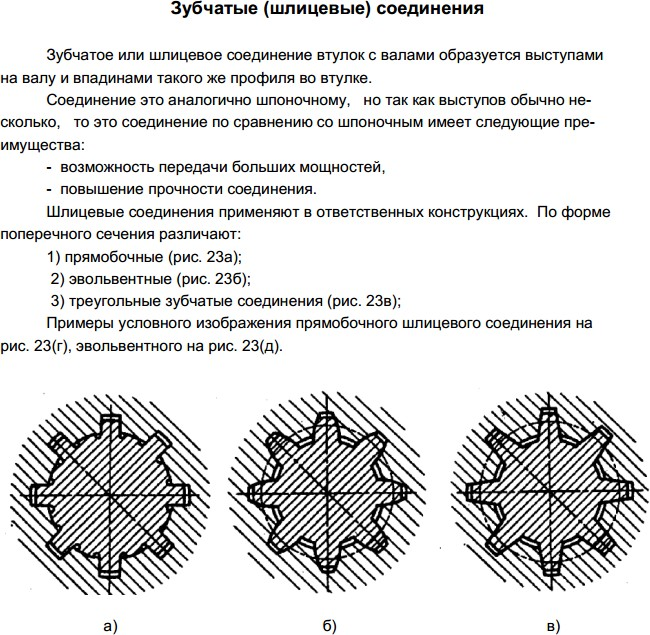 Зубчатые (шлицевые) соединения
Зубчатое или шлицевое соединение втулок с валами образуется выступами
на валу и впадинами такого же профиля во втулке.
Соединение это аналогично шпоночному, но так как выступов обычно не-
сколько, то это соединение по сравнению со шпоночным имеет следующие пре-
имущества:
- возможность передачи больших мощностей,
- повышение прочности соединения.
Шлицевые соединения применяют в ответственных конструкциях. По форме
поперечного сечения различают:
1) прямобочные (рис. 23а);
2) эвольвентные (рис. 23б);
3) треугольные зубчатые соединения (рис. 23в);
Примеры условного изображения прямобочного шлицевого соединения на
рис. 23(г), эвольвентного на рис. 23(д).
а) б) в)